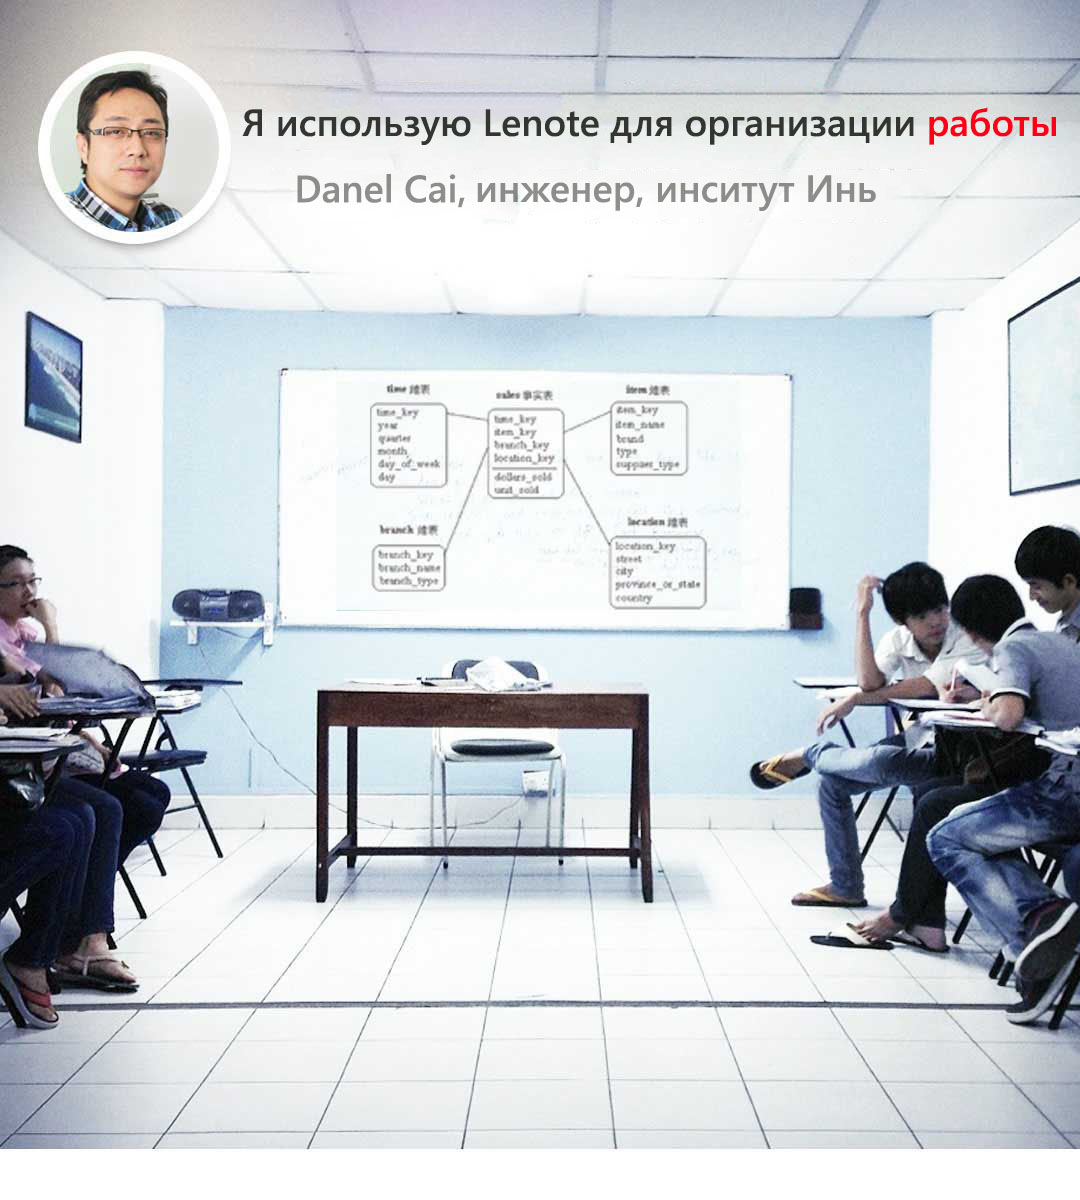 Я использую Lenote для организации работы
Danel Cai, инженер, инситут Инь
time 维表
time_key
year
quarter
month
day_of_week
day
sales 事实表
time_key
item_key
branch_key
location_key
dollars_sold
unit_sold
item 维表
item_key
item_name
brand
type
suppaes_type
branch 维表
branch_key
branch_name
branch_type
location 维表
location_key
street
city
province_or_state
country